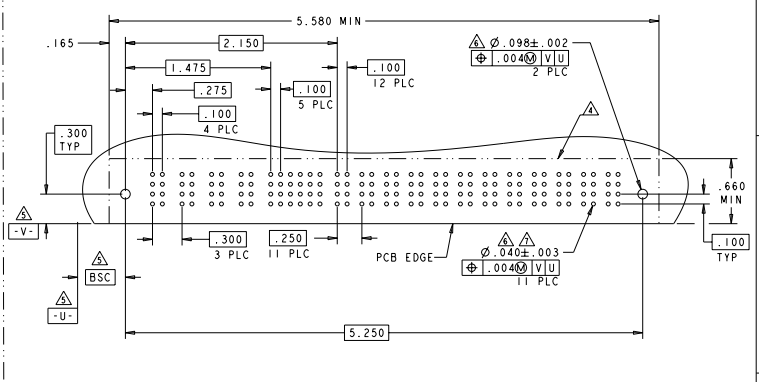 5.580 MIN
.165
2.150
6 Ø.098±.002
⌖ .004Ⓜ V U
2 PLC
1.475
.100
12 PLC
.275
.100
5 PLC
.100
4 PLC
4
.300
TYP
.660
MIN
5
-V-
.300
3 PLC
.250
11 PLC
PCB EDGE
6 7
Ø.040±.003
⌖ .004Ⓜ V U
11 PLC
.100
TYP
5
BSC
5
-U-
5.250